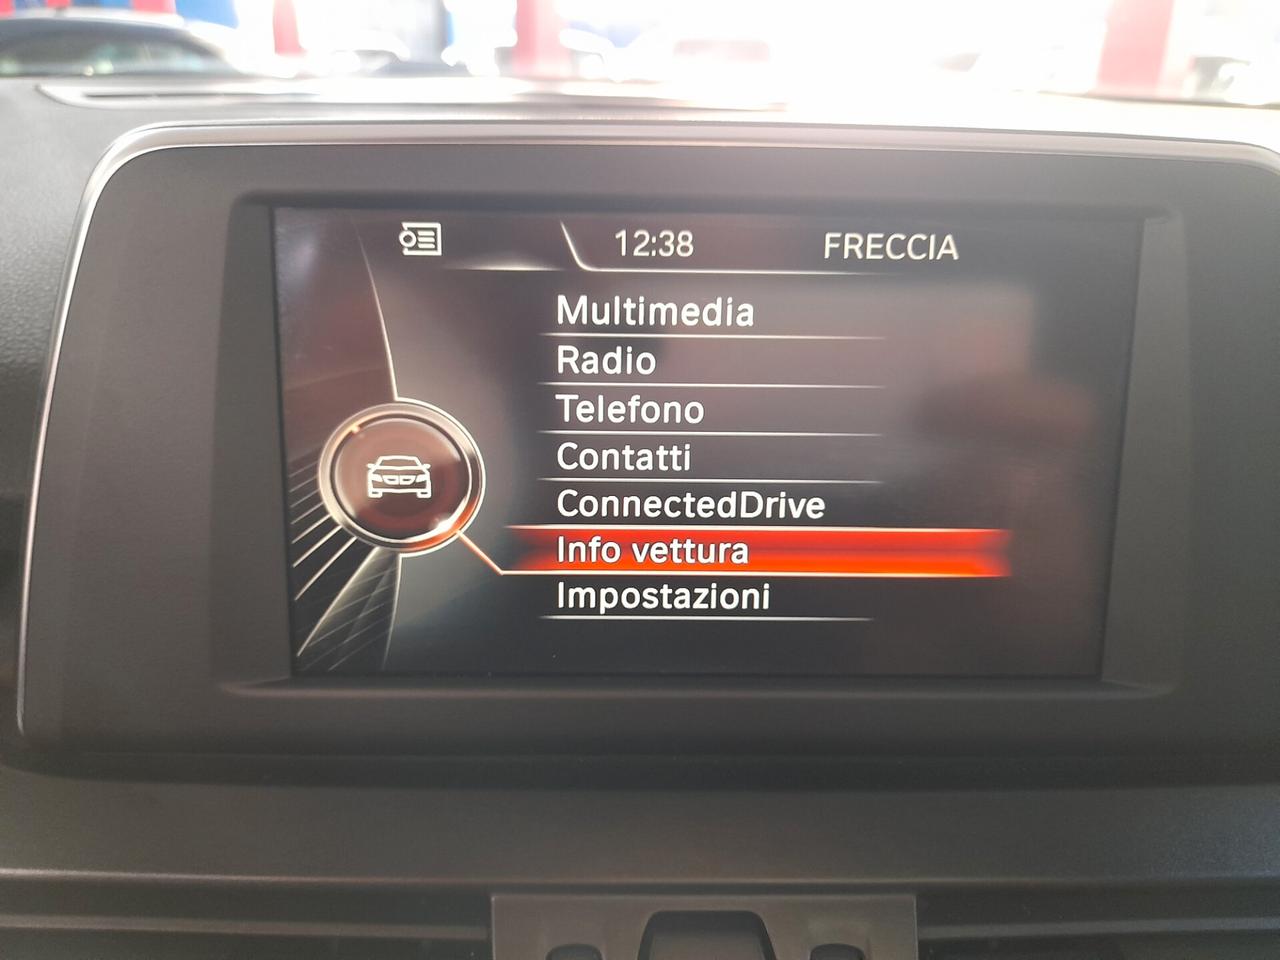 12:38 FRECCIA
Multimedia
Radio
Telefono
Contatti
ConnectedDrive
Info vettura
Impostazioni